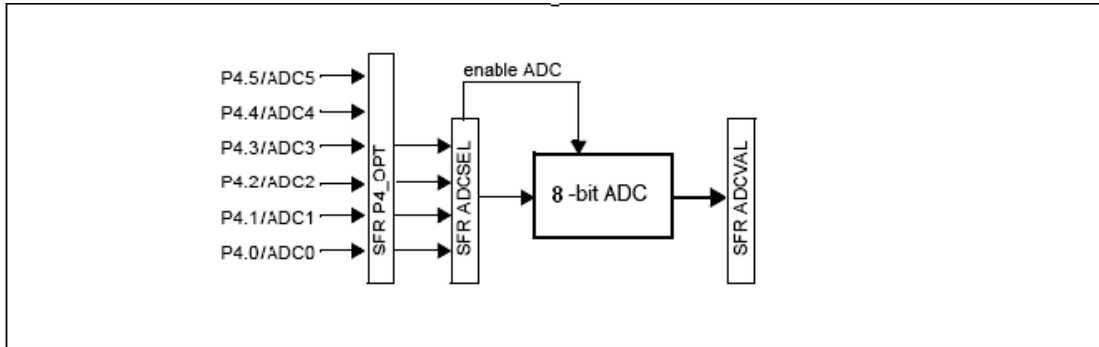 enable ADC
P4.5/ADC5
P4.4/ADC4
P4.3/ADC3
P4.2/ADC2
P4.1/ADC1
P4.0/ADC0
SFR P4_OPT
SFR ADCSEL
8 -bit ADC
SFR ADCVAL